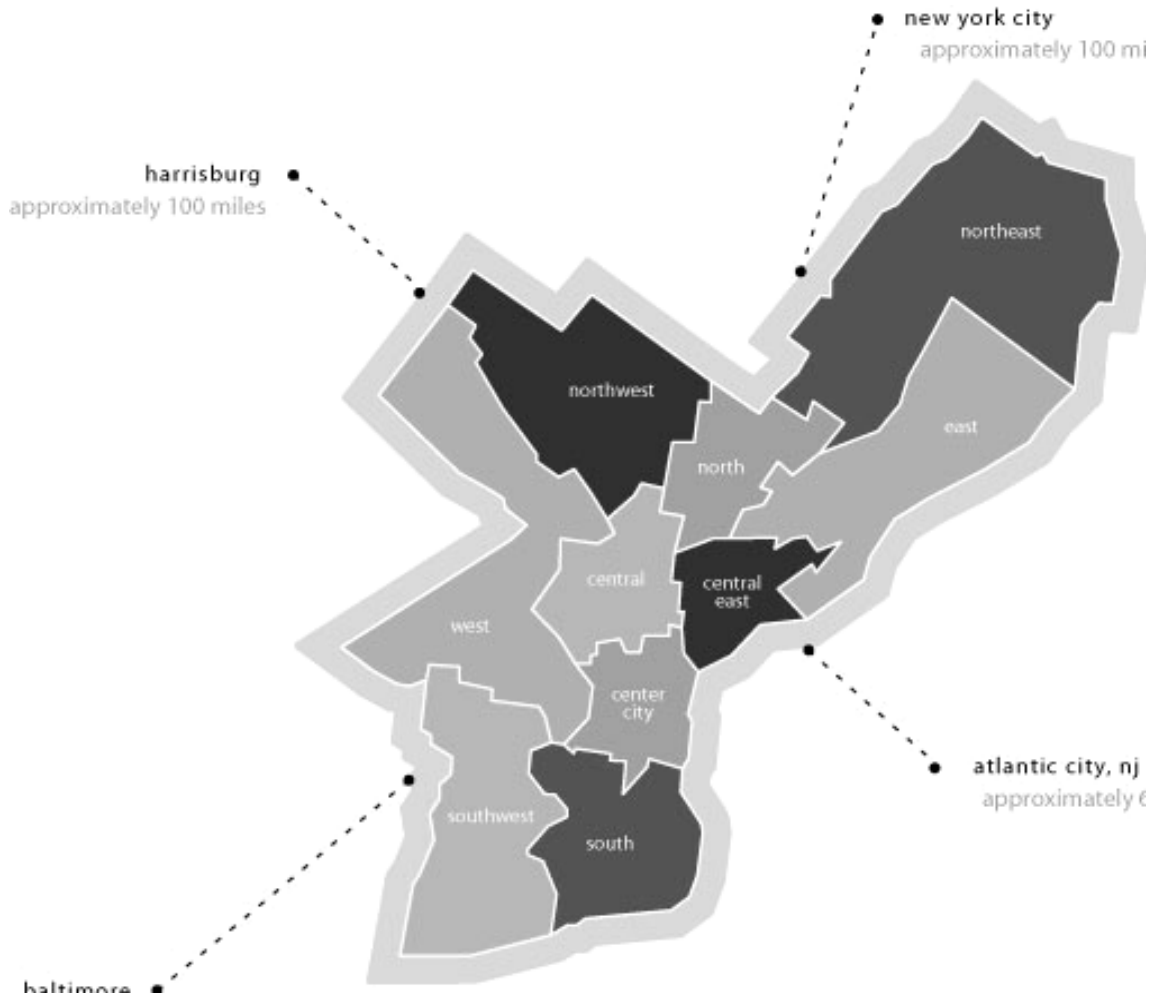 new york city
approximately 100 mi
harrisburg
approximately 100 miles
northeast
northwest
east
north
central
central
east
west
center
city
atlantic city, nj
approximately 6
southwest
south
baltimore